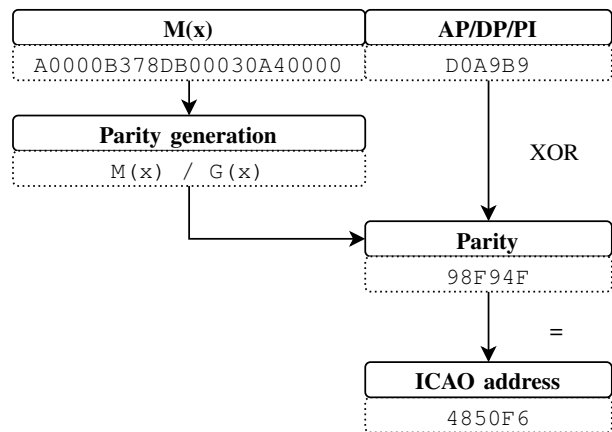 M(x) AP/DP/PI
A0000B378DB00030A40000 D0A9B9
Parity generation
M(x) / G(x)
XOR
Parity
98F94F
=
ICAO address
4850F6